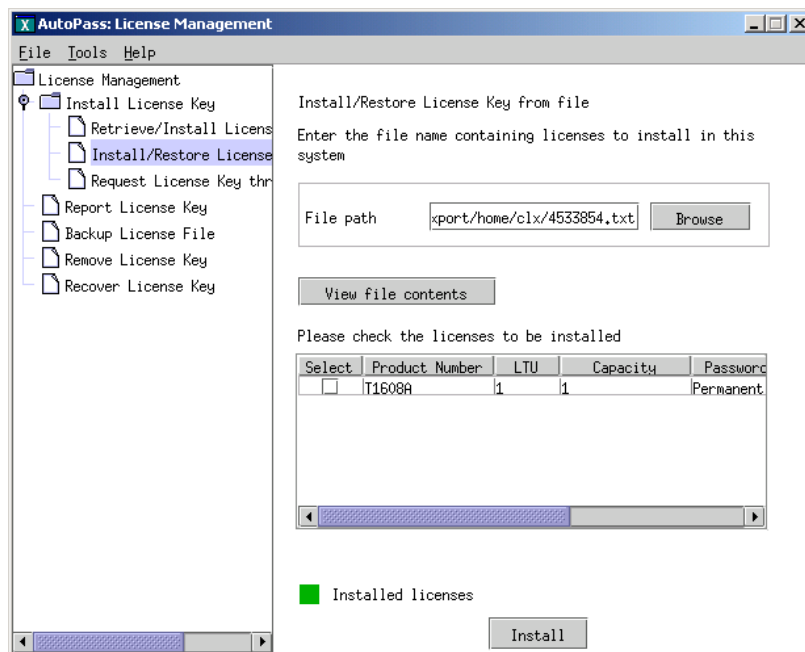 AutoPass: License Management
File Tools Help
License Management
Install License Key
Retrieve/Install Licens
Install/Restore License
Request License Key thr
Report License Key
Backup License File
Remove License Key
Recover License Key
Install/Restore License Key from file
Enter the file name containing licenses to install in this
system
File path xport/home/clx/4533854.txt Browse
View file contents
Please check the licenses to be installed
Select Product Number LTU Capacity Password
T1608A 1 1 Permanent
Installed licenses
Install